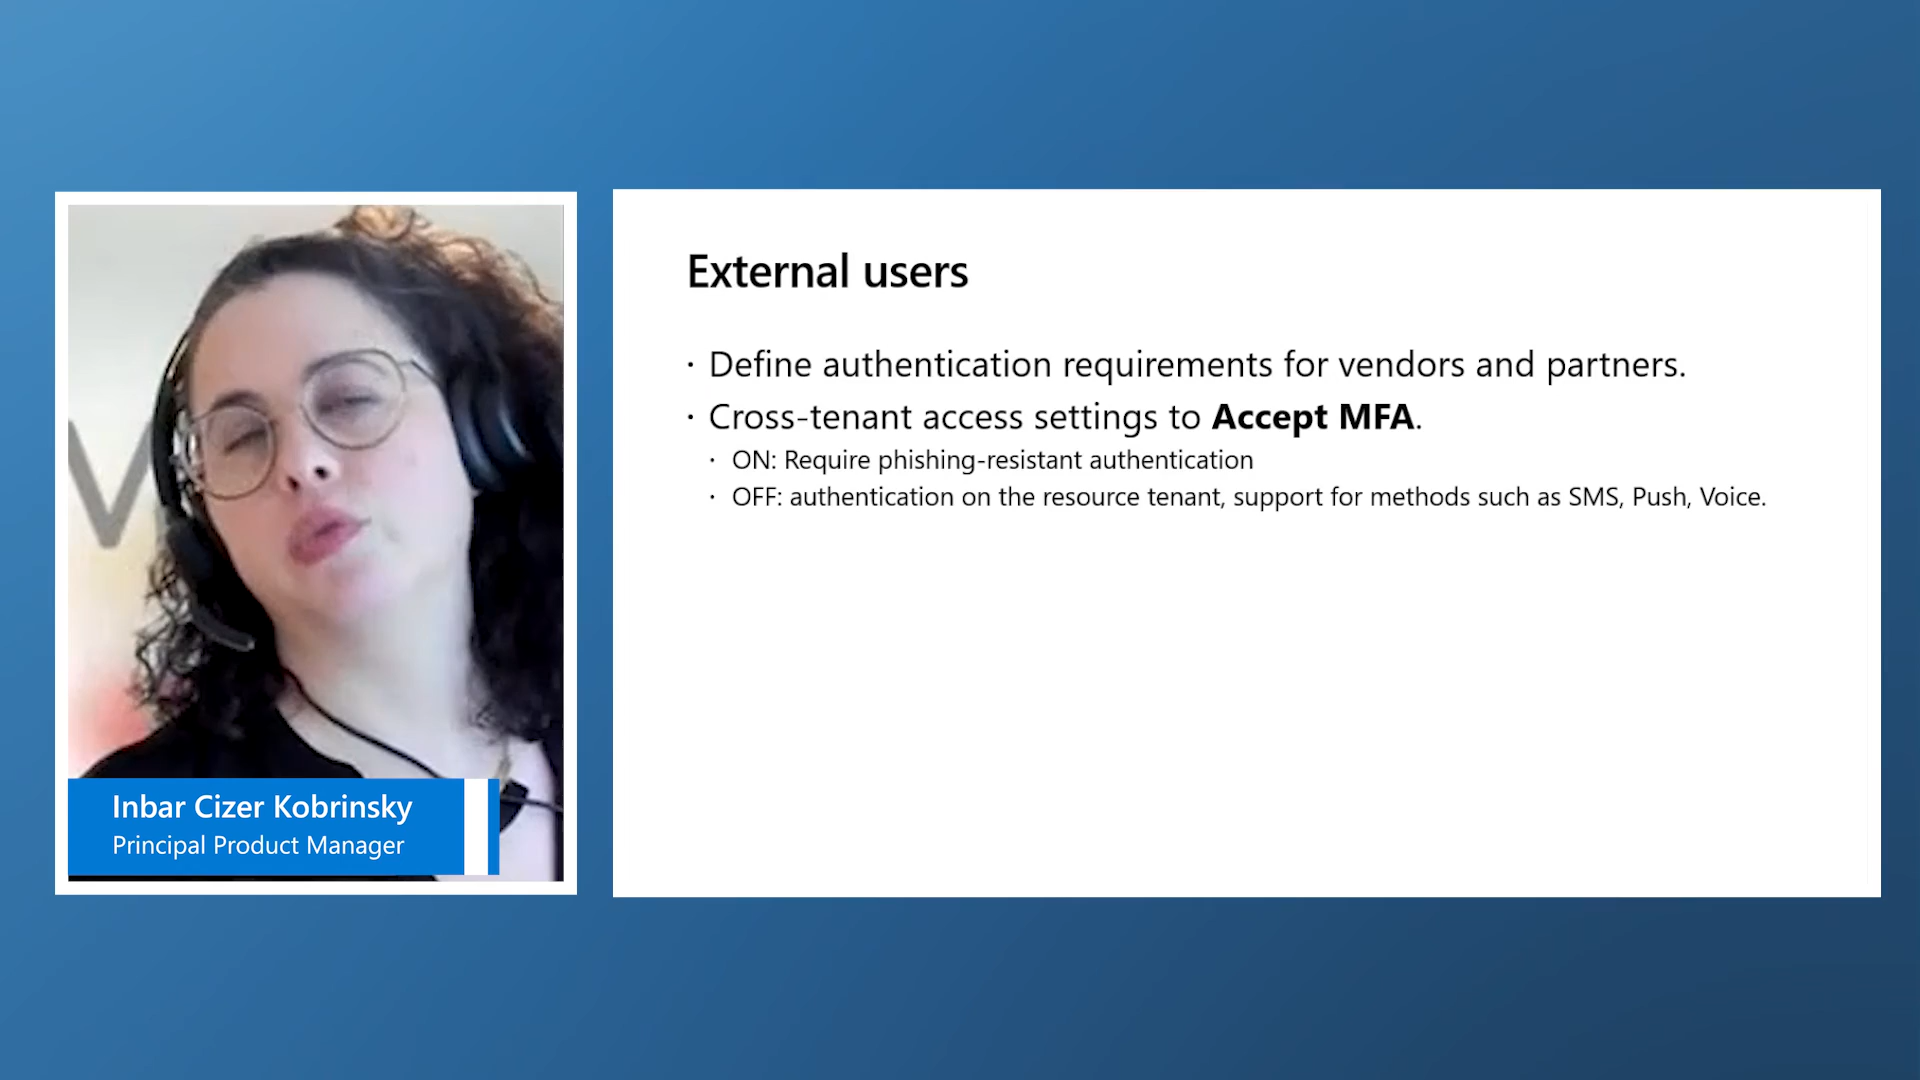 External users
· Define authentication requirements for vendors and partners.
· Cross-tenant access settings to Accept MFA.
· ON: Require phishing-resistant authentication
· OFF: authentication on the resource tenant, support for methods such as SMS, Push, Voice.
Inbar Cizer Kobrinsky
Principal Product Manager